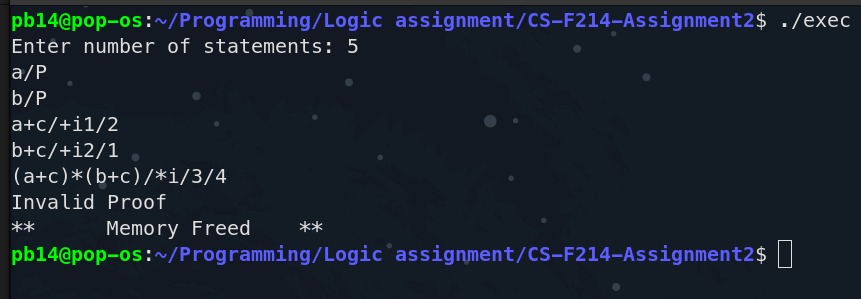 pb14@pop-os:~/Programming/Logic assignment/CS-F214-Assignment2$ ./exec
Enter number of statements: 5
a/P
b/P
a+c/+i1/2
b+c/+i2/1
(a+c)*(b+c)/*i/3/4
Invalid Proof
**      Memory Freed    **
pb14@pop-os:~/Programming/Logic assignment/CS-F214-Assignment2$